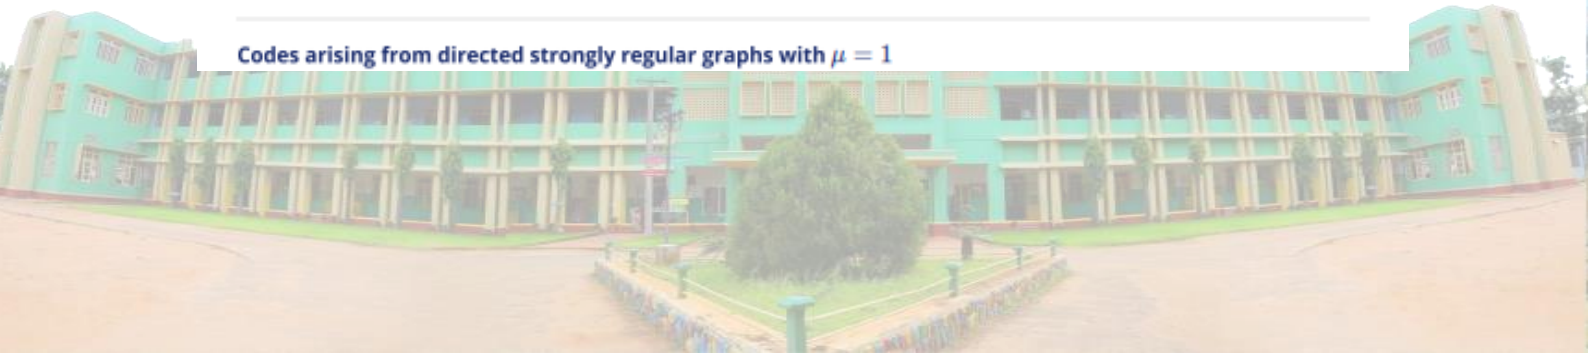 Codes arising from directed strongly regular graphs with μ = 1